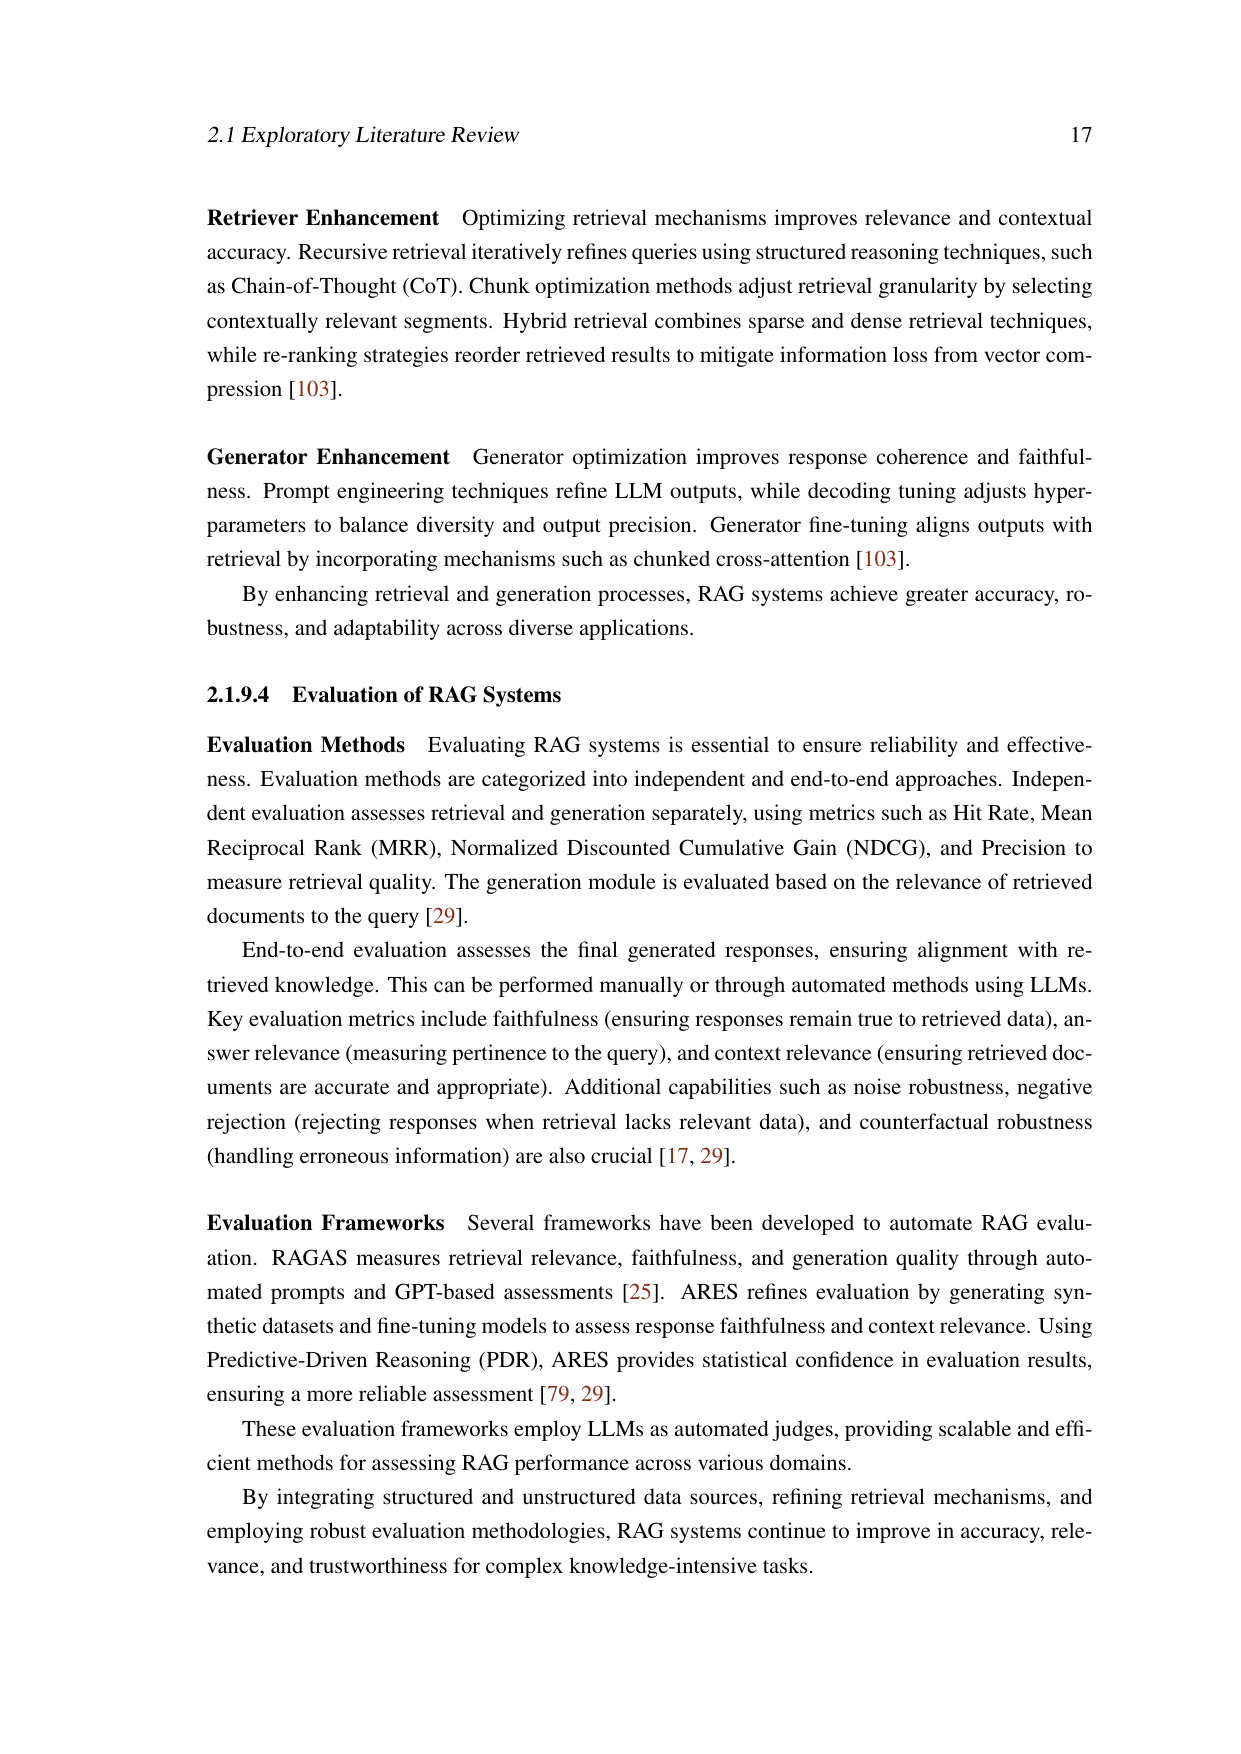 2.1 Exploratory Literature Review 17
Retriever Enhancement Optimizing retrieval mechanisms improves relevance and contextual
accuracy. Recursive retrieval iteratively refines queries using structured reasoning techniques, such
as Chain-of-Thought (CoT). Chunk optimization methods adjust retrieval granularity by selecting
contextually relevant segments. Hybrid retrieval combines sparse and dense retrieval techniques,
while re-ranking strategies reorder retrieved results to mitigate information loss from vector com-
pression [103].
Generator Enhancement Generator optimization improves response coherence and faithful-
ness. Prompt engineering techniques refine LLM outputs, while decoding tuning adjusts hyper-
parameters to balance diversity and output precision. Generator fine-tuning aligns outputs with
retrieval by incorporating mechanisms such as chunked cross-attention [103].
By enhancing retrieval and generation processes, RAG systems achieve greater accuracy, ro-
bustness, and adaptability across diverse applications.
2.1.9.4 Evaluation of RAG Systems
Evaluation Methods Evaluating RAG systems is essential to ensure reliability and effective-
ness. Evaluation methods are categorized into independent and end-to-end approaches. Indepen-
dent evaluation assesses retrieval and generation separately, using metrics such as Hit Rate, Mean
Reciprocal Rank (MRR), Normalized Discounted Cumulative Gain (NDCG), and Precision to
measure retrieval quality. The generation module is evaluated based on the relevance of retrieved
documents to the query [29].
End-to-end evaluation assesses the final generated responses, ensuring alignment with re-
trieved knowledge. This can be performed manually or through automated methods using LLMs.
Key evaluation metrics include faithfulness (ensuring responses remain true to retrieved data), an-
swer relevance (measuring pertinence to the query), and context relevance (ensuring retrieved doc-
uments are accurate and appropriate). Additional capabilities such as noise robustness, negative
rejection (rejecting responses when retrieval lacks relevant data), and counterfactual robustness
(handling erroneous information) are also crucial [17, 29].
Evaluation Frameworks Several frameworks have been developed to automate RAG evalu-
ation. RAGAS measures retrieval relevance, faithfulness, and generation quality through auto-
mated prompts and GPT-based assessments [25]. ARES refines evaluation by generating syn-
thetic datasets and fine-tuning models to assess response faithfulness and context relevance. Using
Predictive-Driven Reasoning (PDR), ARES provides statistical confidence in evaluation results,
ensuring a more reliable assessment [79, 29].
These evaluation frameworks employ LLMs as automated judges, providing scalable and effi-
cient methods for assessing RAG performance across various domains.
By integrating structured and unstructured data sources, refining retrieval mechanisms, and
employing robust evaluation methodologies, RAG systems continue to improve in accuracy, rele-
vance, and trustworthiness for complex knowledge-intensive tasks.